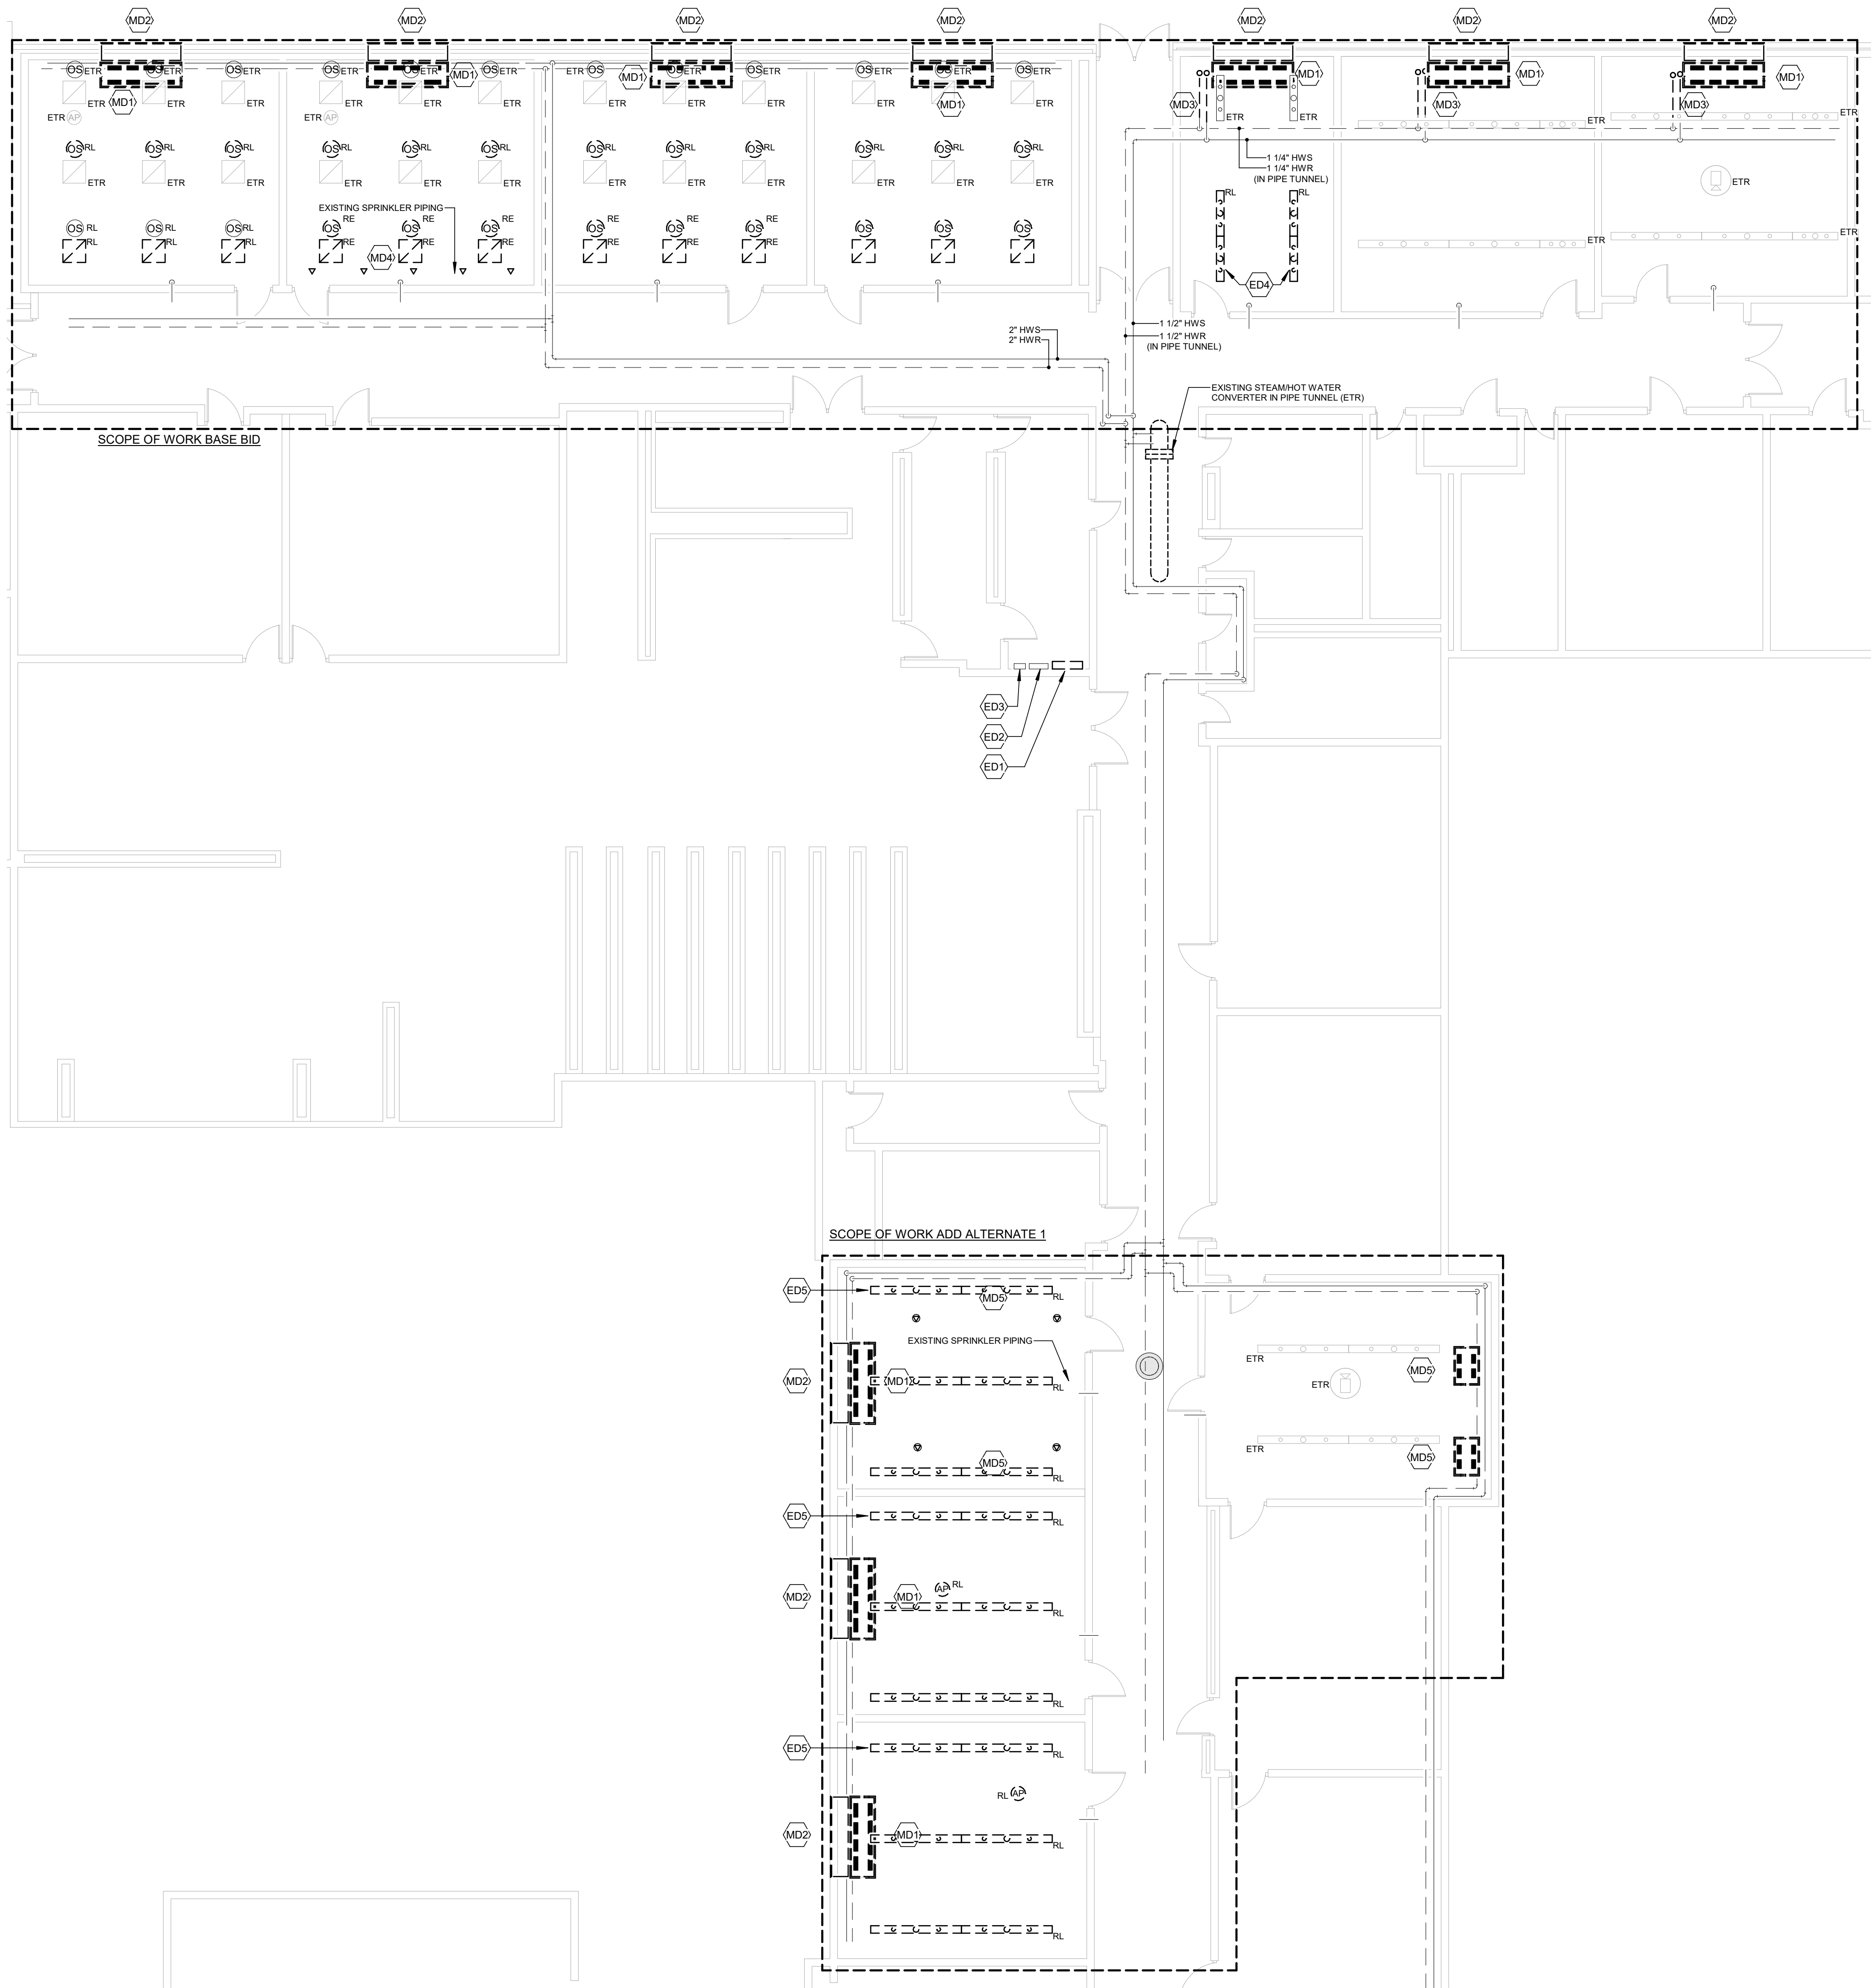 MD2 MD2 MD2 MD2 MD2 MD2 MD2
OS ETR OS ETR OS ETR OS ETR OS ETR OS ETR ETR OS OS ETR OS ETR OS ETR OS ETR OS ETR
MD1 MD1 MD1 MD1 MD1 MD1 MD1
ETR ETR ETR ETR ETR ETR ETR ETR ETR ETR ETR ETR
MD3 MD3 MD3
ETR AP ETR AP ETR ETR ETR ETR
OS RL OS RL OS RL OS RL OS RL OS RL OS RL OS RL OS RL OS RL OS RL OS RL
1 1/4" HWS
1 1/4" HWR
(IN PIPE TUNNEL)
ETR ETR ETR ETR ETR ETR ETR ETR ETR ETR ETR ETR ETR
RL RL
EXISTING SPRINKLER PIPING
OS RL OS RL OS RL OS RE OS RE OS RE OS RE OS RE OS RE OS OS OS
ETR ETR
RL RL RL RE RE RE RE RE RE
MD4
ED4
2" HWS
2" HWR
1 1/2" HWS
1 1/2" HWR
(IN PIPE TUNNEL)
EXISTING STEAM/HOT WATER
CONVERTER IN PIPE TUNNEL (ETR)
SCOPE OF WORK BASE BID
ED3
ED2
ED1
SCOPE OF WORK ADD ALTERNATE 1
ED5 MD5 RL
EXISTING SPRINKLER PIPING
ETR
MD2 MD1 RL
ETR MD5
MD5 RL
ETR MD5
ED5 RL
AP RL
MD2 MD1 RL
RL
ED5 RL
RL AP
MD2 MD1 RL
RL